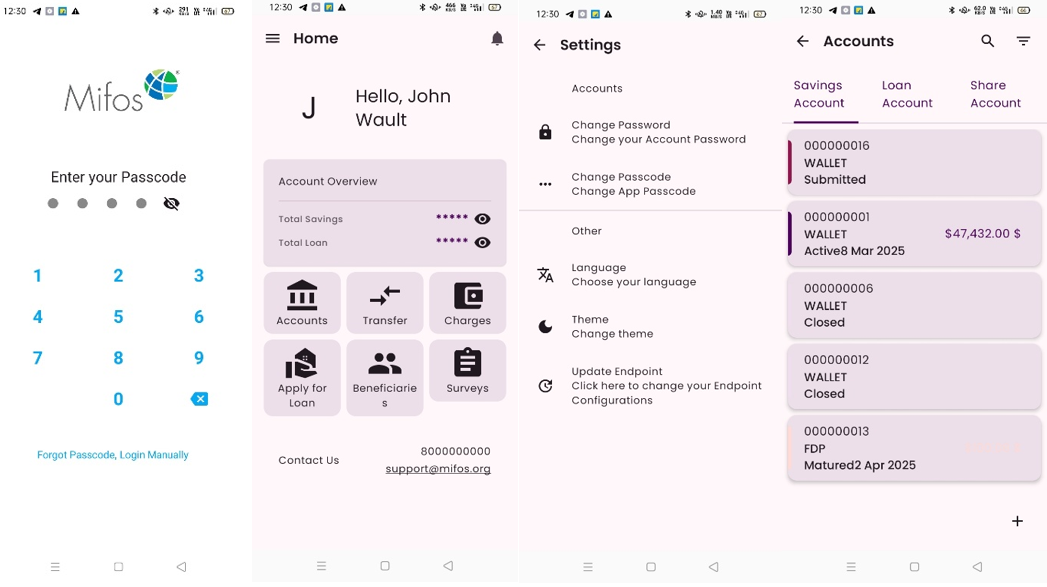 12:30
Mifos
Enter your Passcode
1 2 3
4 5 6
7 8 9
0
Forgot Passcode, Login Manually
12:30
67
Home
J
Hello, John
Wault
Account Overview
Total Savings *****
Total Loan *****
Accounts
Transfer
Charges
Apply for
Loan
Beneficiarie
s
Surveys
Contact Us
8000000000
support@mifos.org
12:30
Settings
Accounts
Change Password
Change your Account Password
Change Passcode
Change App Passcode
Other
Language
Choose your language
Theme
Change theme
Update Endpoint
Click here to change your Endpoint
Configurations
12:30
Accounts
Savings
Account
Loan
Account
Share
Account
000000016
WALLET
Submitted
000000001
WALLET
$47,432.00 $
Active8 Mar 2025
000000006
WALLET
Closed
000000012
WALLET
Closed
000000013
FDP
Matured2 Apr 2025